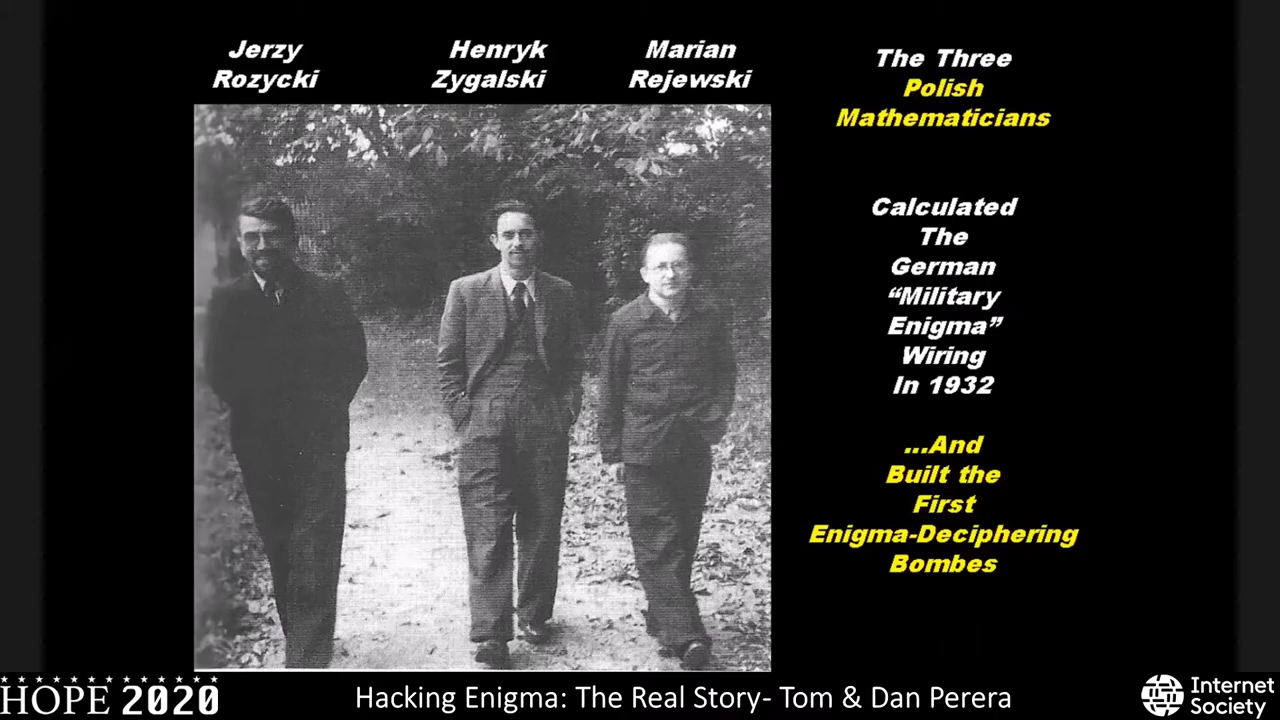 Jerzy
Rozycki
Henryk
Zygalski
Marian
Rejewski
The Three
Polish
Mathematicians
Calculated
The
German
“Military
Enigma”
Wiring
In 1932
...And
Built the
First
Enigma-Deciphering
Bombes
HOPE 2020
Hacking Enigma: The Real Story- Tom & Dan Perera
Internet
Society